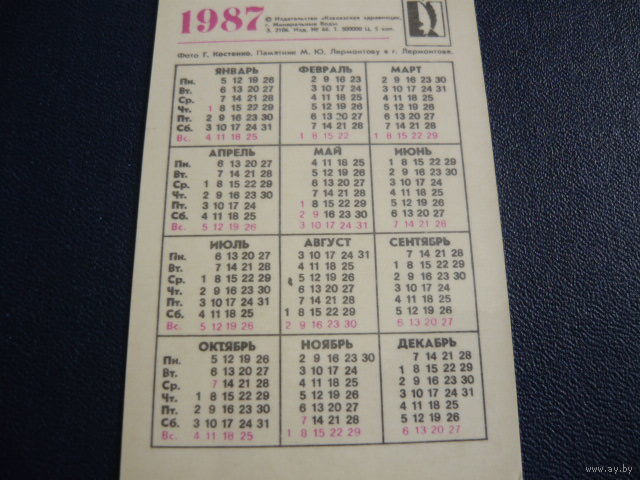 1987
© Издательство «Кавказская здравница»,
г. Минеральные Воды
З. 2106. Изд. № 66. Т. 500000 Ц. 5 коп.
Фото Г. Костенко. Памятник М. Ю. Лермонтову в г. Лермонтове.
ЯНВАРЬ ФЕВРАЛЬ МАРТ
Пн. 5 12 19 26 2 9 16 23 2 9 16 23 30
Вт. 6 13 20 27 3 10 17 24 3 10 17 24 31
Ср. 7 14 21 28 4 11 18 25 4 11 18 25
Чт. 1 8 15 22 29 5 12 19 26 5 12 19 26
Пт. 2 9 16 23 30 6 13 20 27 6 13 20 27
Сб. 3 10 17 24 31 7 14 21 28 7 14 21 28
Вс. 4 11 18 25 1 8 15 22 1 8 15 22 29
АПРЕЛЬ МАЙ ИЮНЬ
Пн. 6 13 20 27 4 11 18 25 1 8 15 22 29
Вт. 7 14 21 28 5 12 19 26 2 9 16 23 30
Ср. 1 8 15 22 29 6 13 20 27 3 10 17 24
Чт. 2 9 16 23 30 7 14 21 28 4 11 18 25
Пт. 3 10 17 24 1 8 15 22 29 5 12 19 26
Сб. 4 11 18 25 2 9 16 23 30 6 13 20 27
Вс. 5 12 19 26 3 10 17 24 31 7 14 21 28
ИЮЛЬ АВГУСТ СЕНТЯБРЬ
Пн. 6 13 20 27 3 10 17 24 31 7 14 21 28
Вт. 7 14 21 28 4 11 18 25 1 8 15 22 29
Ср. 1 8 15 22 29 5 12 19 26 2 9 16 23 30
Чт. 2 9 16 23 30 6 13 20 27 3 10 17 24
Пт. 3 10 17 24 31 7 14 21 28 4 11 18 25
Сб. 4 11 18 25 1 8 15 22 29 5 12 19 26
Вс. 5 12 19 26 2 9 16 23 30 6 13 20 27
ОКТЯБРЬ НОЯБРЬ ДЕКАБРЬ
Пн. 5 12 19 26 2 9 16 23 30 7 14 21 28
Вт. 6 13 20 27 3 10 17 24 1 8 15 22 29
Ср. 7 14 21 28 4 11 18 25 2 9 16 23 30
Чт. 1 8 15 22 29 5 12 19 26 3 10 17 24 31
Пт. 2 9 16 23 30 6 13 20 27 4 11 18 25
Сб. 3 10 17 24 31 7 14 21 28 5 12 19 26
Вс. 4 11 18 25 1 8 15 22 29 6 13 20 27
www.ay.by